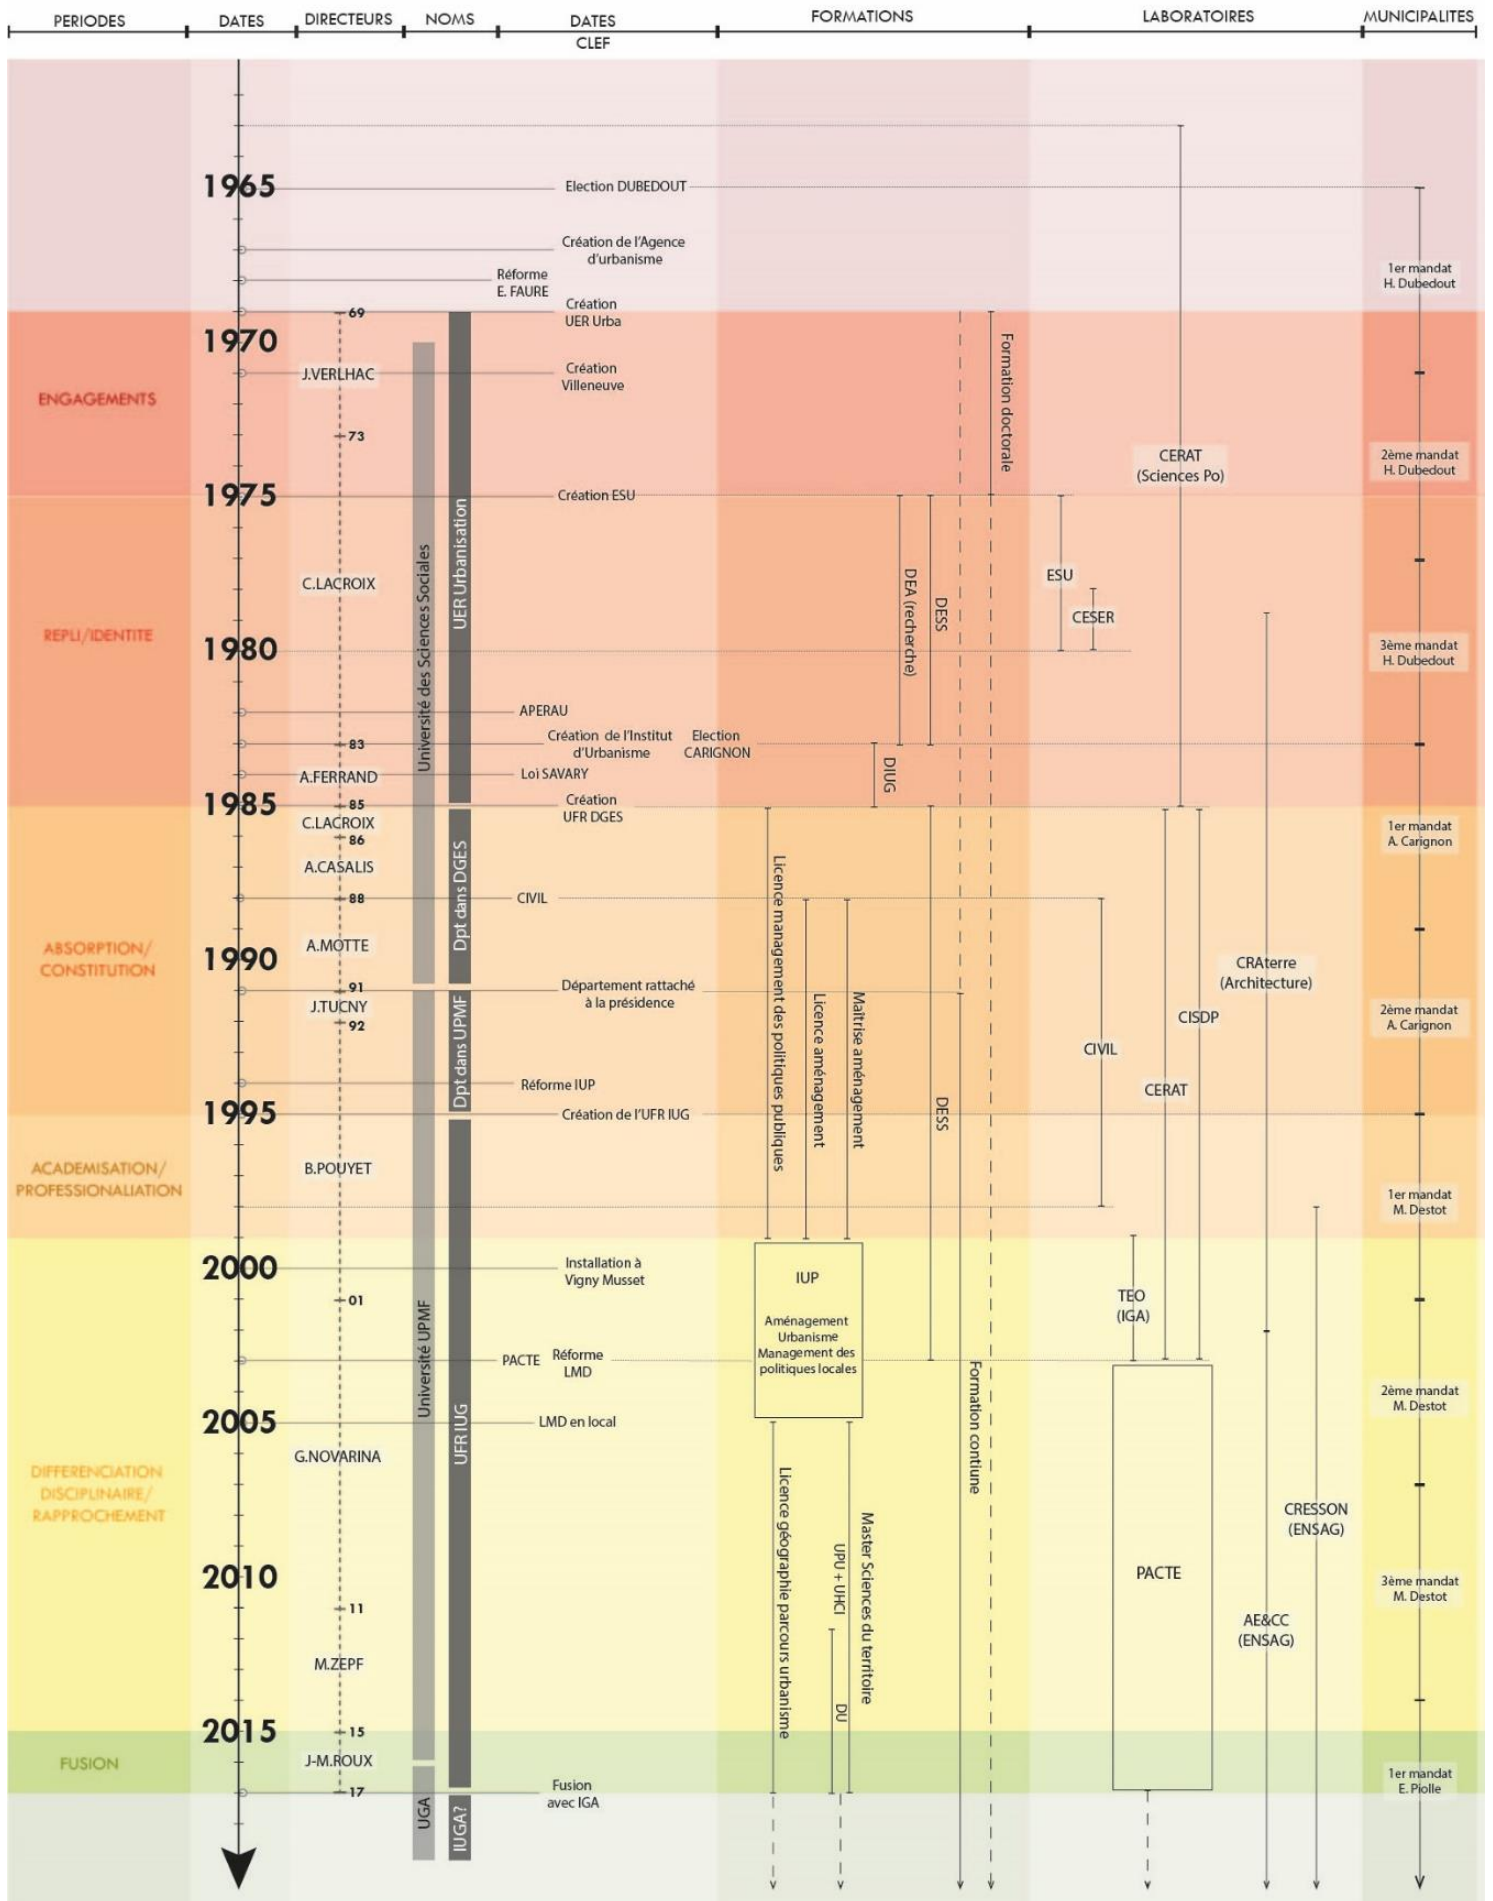 PERIODES
DATES
DIRECTEURS
NOMS
DATES
CLEF
FORMATIONS
LABORATOIRES
MUNICIPALITES
ENGAGEMENTS
REPLI/IDENTITE
ABSORPTION/
CONSTITUTION
ACADEMISATION/
PROFESSIONALIATION
DIFFERENCIATION
DISCIPLINAIRE/
RAPPROCHEMENT
FUSION
1965
1970
1975
1980
1985
1990
1995
2000
2005
2010
2015
69
J.VERLHAC
73
C.LACROIX
83
A.FERRAND
85
C.LACROIX
86
A.CASALIS
88
A.MOTTE
91
J.TUCNY
92
B.POUYET
01
G.NOVARINA
11
M.ZEPF
15
J-M.ROUX
17
Université des Sciences Sociales
Université UPMF
UGA
UER Urbanisation
Dpt dans DGES
Dpt dans UPMF
UFR IUG
IUGA?
Election DUBEDOUT
Création de l'Agence
d'urbanisme
Réforme
E. FAURE
Création
UER Urba
Création
Villeneuve
Création ESU
APERAU
Création de l'Institut
d'Urbanisme
Election
CARIGNON
Loi SAVARY
Création
UFR DGES
CIVIL
Département rattaché
à la présidence
Réforme IUP
Création de l'UFR IUG
Installation à
Vigny Musset
PACTE
Réforme
LMD
LMD en local
Fusion
avec IGA
Formation doctorale
DEA (recherche)
DESS
DIUG
Licence management des politiques publiques
Licence aménagement
Maîtrise aménagement
DESS
IUP
Aménagement
Urbanisme
Management des
politiques locales
Formation contiune
Licence géographie parcours urbanisme
UPU + UHCI
DU
Master Sciences du territoire
CERAT
(Sciences Po)
ESU
CESER
CRAterre
(Architecture)
CISDP
CIVIL
CERAT
TEO
(IGA)
PACTE
CRESSON
(ENSAG)
AE&CC
(ENSAG)
1er mandat
H. Dubedout
2ème mandat
H. Dubedout
3ème mandat
H. Dubedout
1er mandat
A. Carignon
2ème mandat
A. Carignon
1er mandat
M. Destot
2ème mandat
M. Destot
3ème mandat
M. Destot
1er mandat
E. Piolle